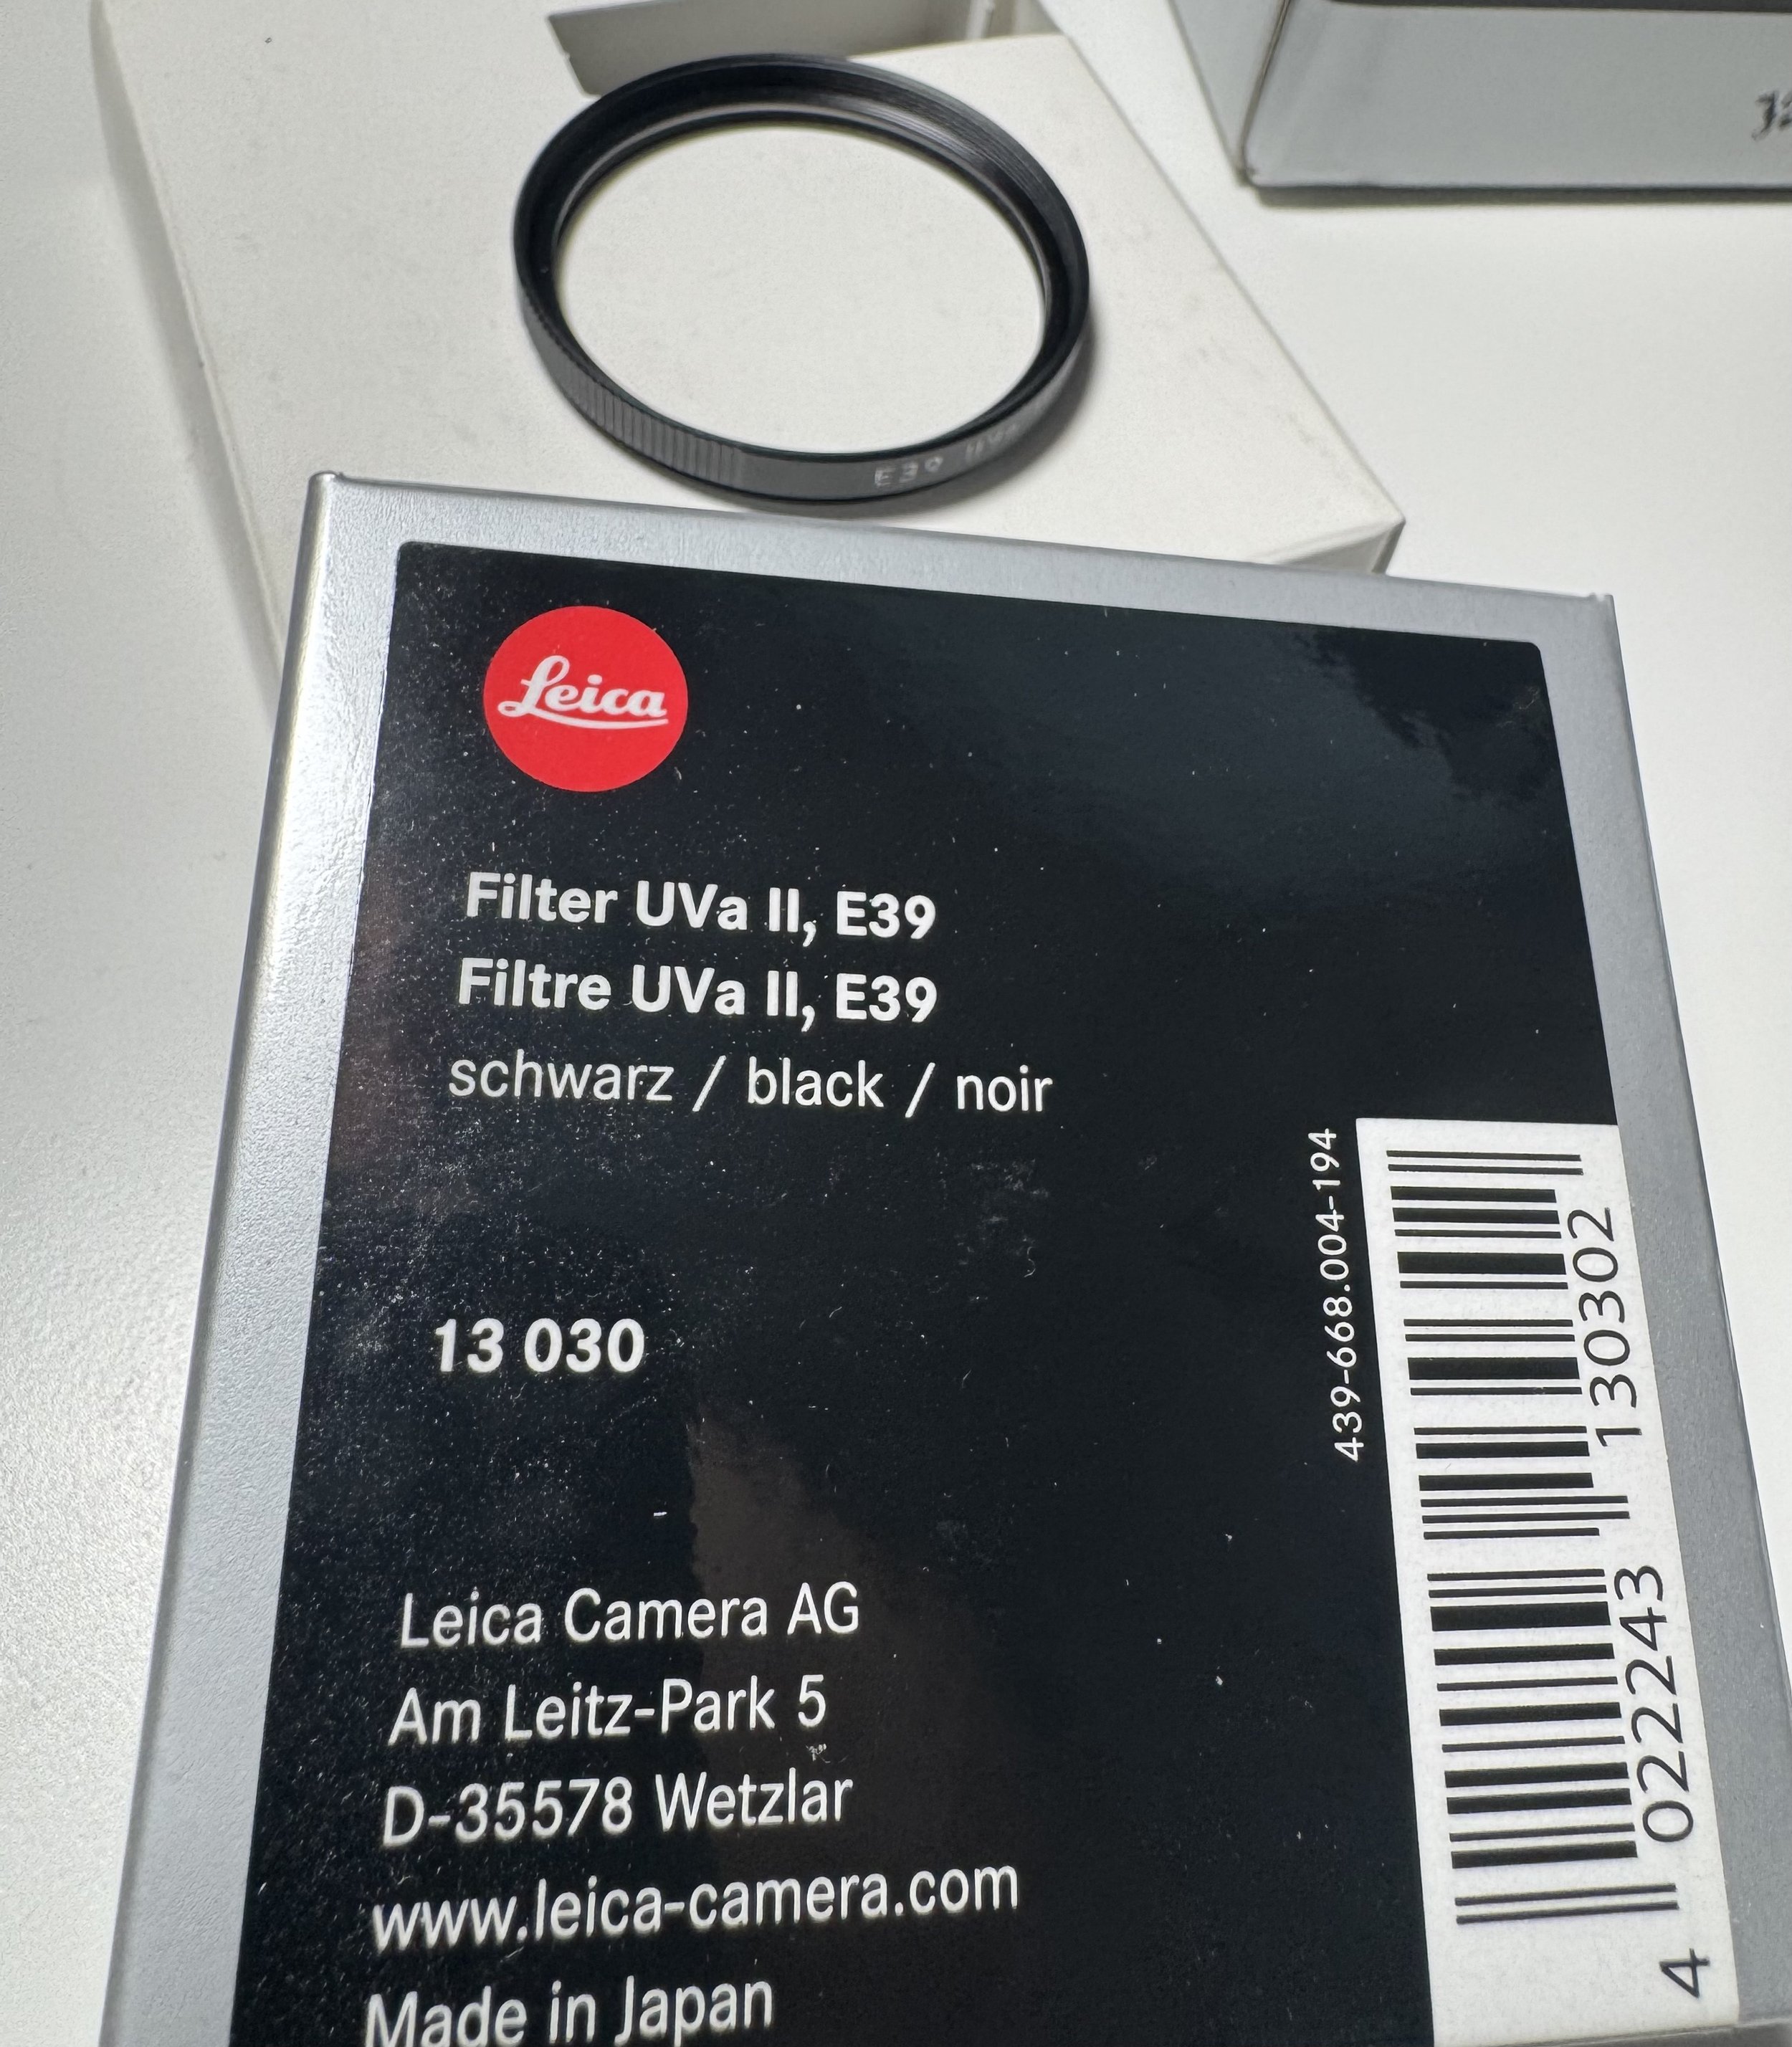 E39
Leica
Filter UVa II, E39
Filtre UVa II, E39
schwarz / black / noir
13 030
Leica Camera AG
Am Leitz-Park 5
D-35578 Wetzlar
www.leica-camera.com
Made in Japan
439-668.004-194
4 022243 130302